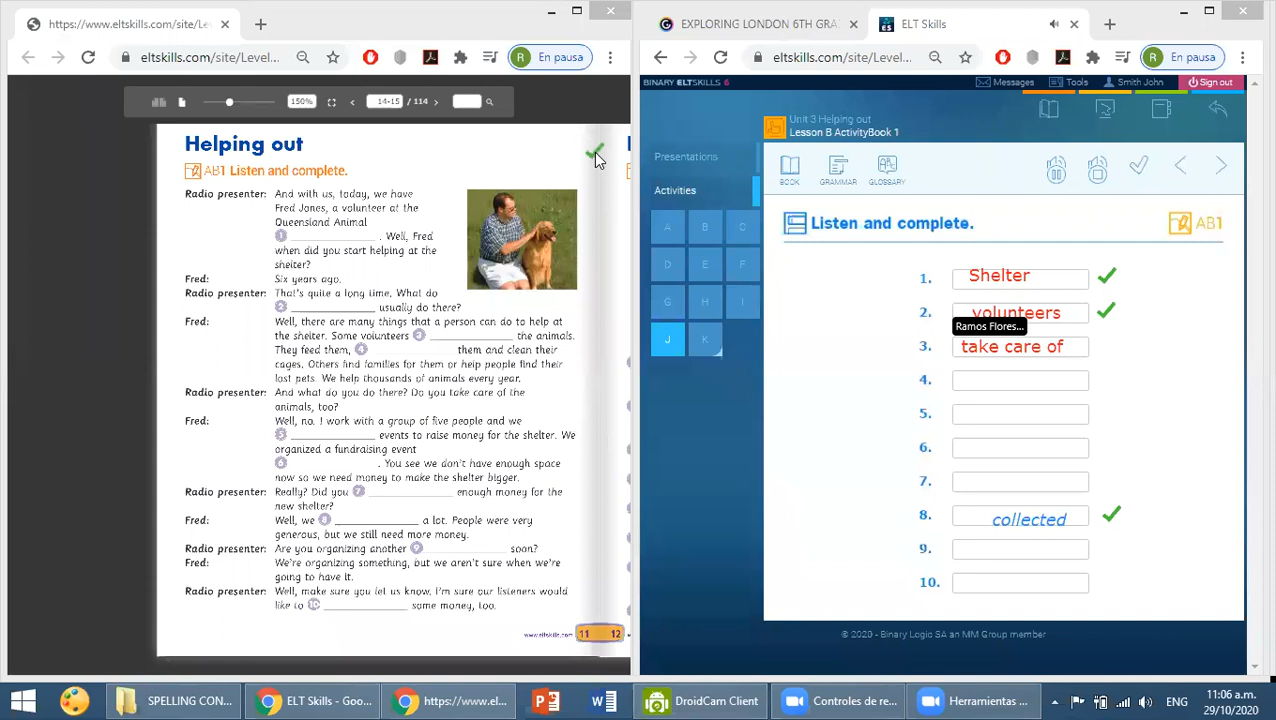 https://www.eltskills.com/site/Le
EXPLORING LONDON 6TH GRA
ELT Skills
eltskills.com/site/Level...
En pausa
eltskills.com/site/Level...
En pausa
150%
14-15 / 114
BINARY ELTSKILLS 6
Messages
Tools
Smith John
Sign out
Helping out
AB1 Listen and complete.
Radio presenter: And with us, today, we have
Fred Jones, a volunteer at the
Queensland Animal
1 ____________ . Well, Fred
when did you start helping at the
shelter?
Fred: Six years ago.
Radio presenter: That's quite a long time. What do
2 ____________ usually do there?
Fred: Well, there are many things that a person can do to help at
the shelter. Some volunteers 3 ____________ the animals.
They feed them, 4 ____________ them and clean their
cages. Others find families for them or help people find their
lost pets. We help thousands of animals every year.
Radio presenter: And what do you do there? Do you take care of the
animals, too?
Fred: Well, no. I work with a group of five people and we
5 ____________ events to raise money for the shelter. We
organized a fundraising event
6 ____________ . You see we don't have enough space
now so we need money to make the shelter bigger.
Radio presenter: Really? Did you 7 ____________ enough money for the
new shelter?
Fred: Well, we 8 ____________ a lot. People were very
generous, but we still need more money.
Radio presenter: Are you organizing another 9 ____________ soon?
Fred: We're organizing something, but we aren't sure when we're
going to have it.
Radio presenter: Well, make sure you let us know. I'm sure our listeners would
like to 10 ____________ some money, too.
www.eltskills.com
11 12
Unit 3 Helping out
Lesson B ActivityBook 1
Presentations
Activities
A B C
D E F
G H I
J K
BOOK
GRAMMAR
GLOSSARY
Listen and complete.
AB1
1. Shelter
2. volunteers
Ramos Flores...
3. take care of
4.
5.
6.
7.
8. collected
9.
10.
© 2020 - Binary Logic SA an MM Group member
SPELLING CON...
ELT Skills - Goo...
https://www.elt...
DroidCam Client
Controles de re...
Herramientas ...
ENG
11:06 a.m.
29/10/2020